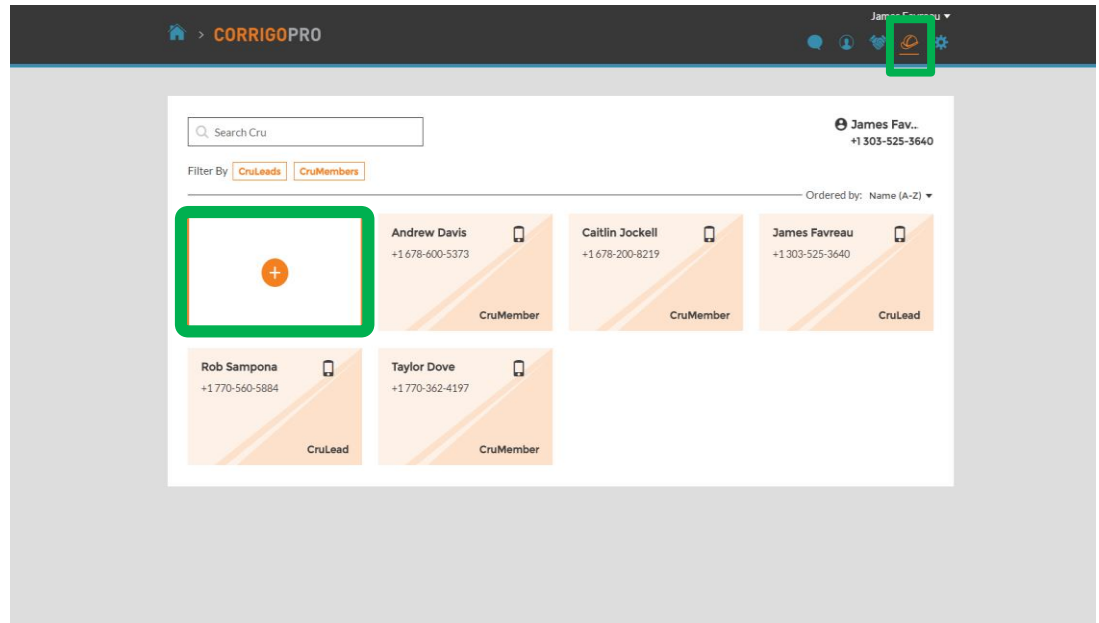 James Favreau
> CORRIGOPRO
Search Cru
James Fav...
+1 303-525-3640
Filter By CruLeads CruMembers
Ordered by: Name (A-Z)
Andrew Davis
+1 678-600-5373
CruMember
Caitlin Jockell
+1 678-200-8219
CruMember
James Favreau
+1 303-525-3640
CruLead
Rob Sampona
+1 770-560-5884
CruLead
Taylor Dove
+1 770-362-4197
CruMember